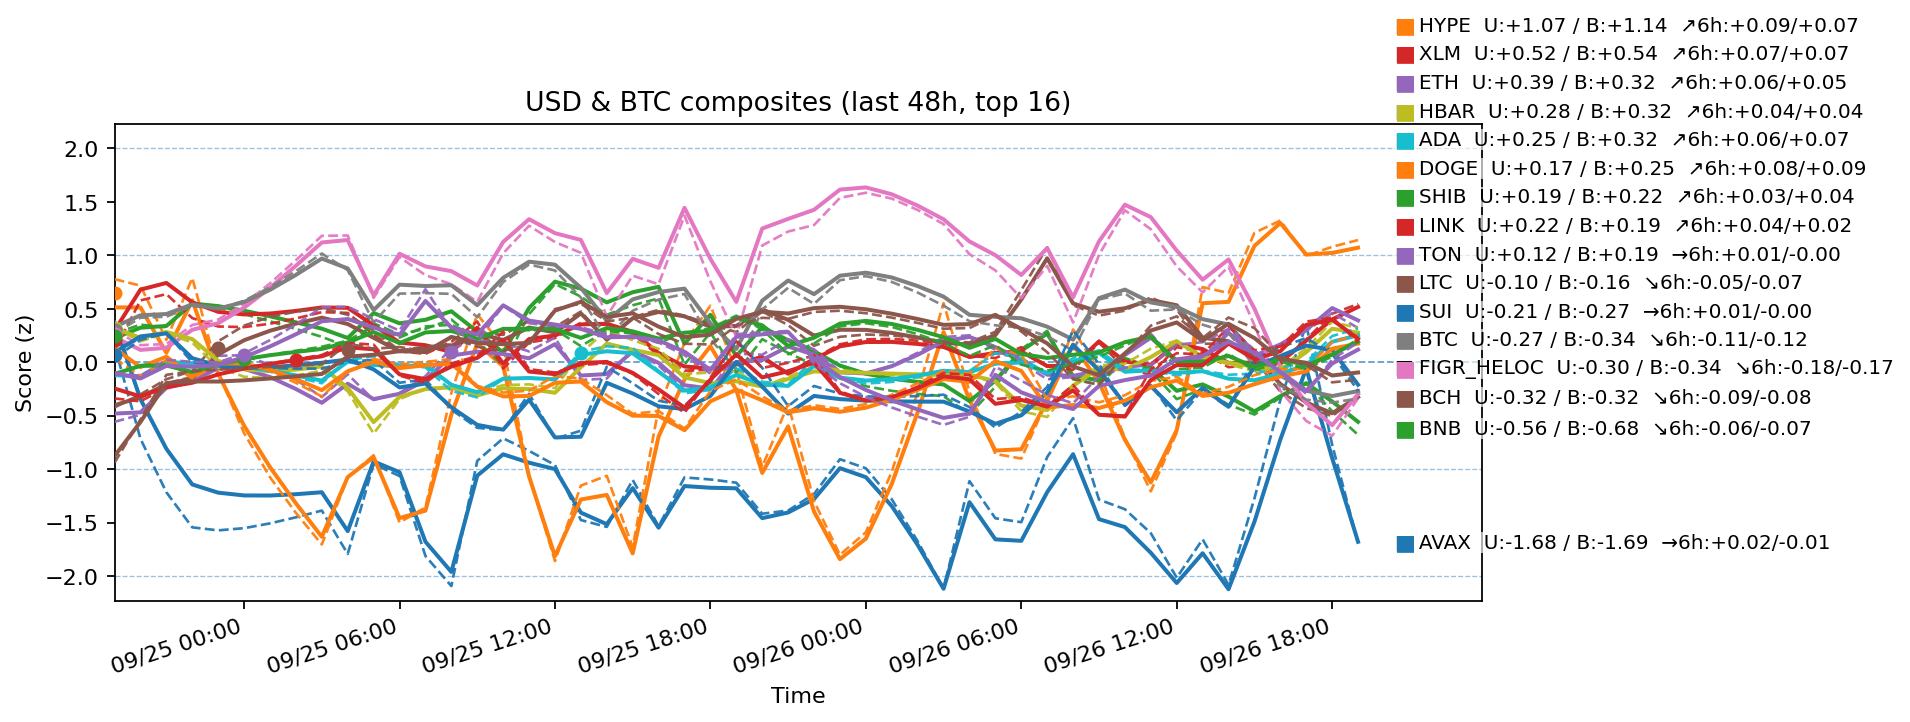 USD & BTC composites (last 48h, top 16)
HYPE U:+1.07 / B:+1.14 ↗6h:+0.09/+0.07
XLM U:+0.52 / B:+0.54 ↗6h:+0.07/+0.07
ETH U:+0.39 / B:+0.32 ↗6h:+0.06/+0.05
HBAR U:+0.28 / B:+0.32 ↗6h:+0.04/+0.04
ADA U:+0.25 / B:+0.32 ↗6h:+0.06/+0.07
DOGE U:+0.17 / B:+0.25 ↗6h:+0.08/+0.09
SHIB U:+0.19 / B:+0.22 ↗6h:+0.03/+0.04
LINK U:+0.22 / B:+0.19 ↗6h:+0.04/+0.02
TON U:+0.12 / B:+0.19 →6h:+0.01/-0.00
LTC U:-0.10 / B:-0.16 ↘6h:-0.05/-0.07
SUI U:-0.21 / B:-0.27 →6h:+0.01/-0.00
BTC U:-0.27 / B:-0.34 ↘6h:-0.11/-0.12
FIGR_HELOC U:-0.30 / B:-0.34 ↘6h:-0.18/-0.17
BCH U:-0.32 / B:-0.32 ↘6h:-0.09/-0.08
BNB U:-0.56 / B:-0.68 ↘6h:-0.06/-0.07
AVAX U:-1.68 / B:-1.69 →6h:+0.02/-0.01
Score (z)
2.0
1.5
1.0
0.5
0.0
−0.5
−1.0
−1.5
−2.0
09/25 00:00
09/25 06:00
09/25 12:00
09/25 18:00
09/26 00:00
09/26 06:00
09/26 12:00
09/26 18:00
Time